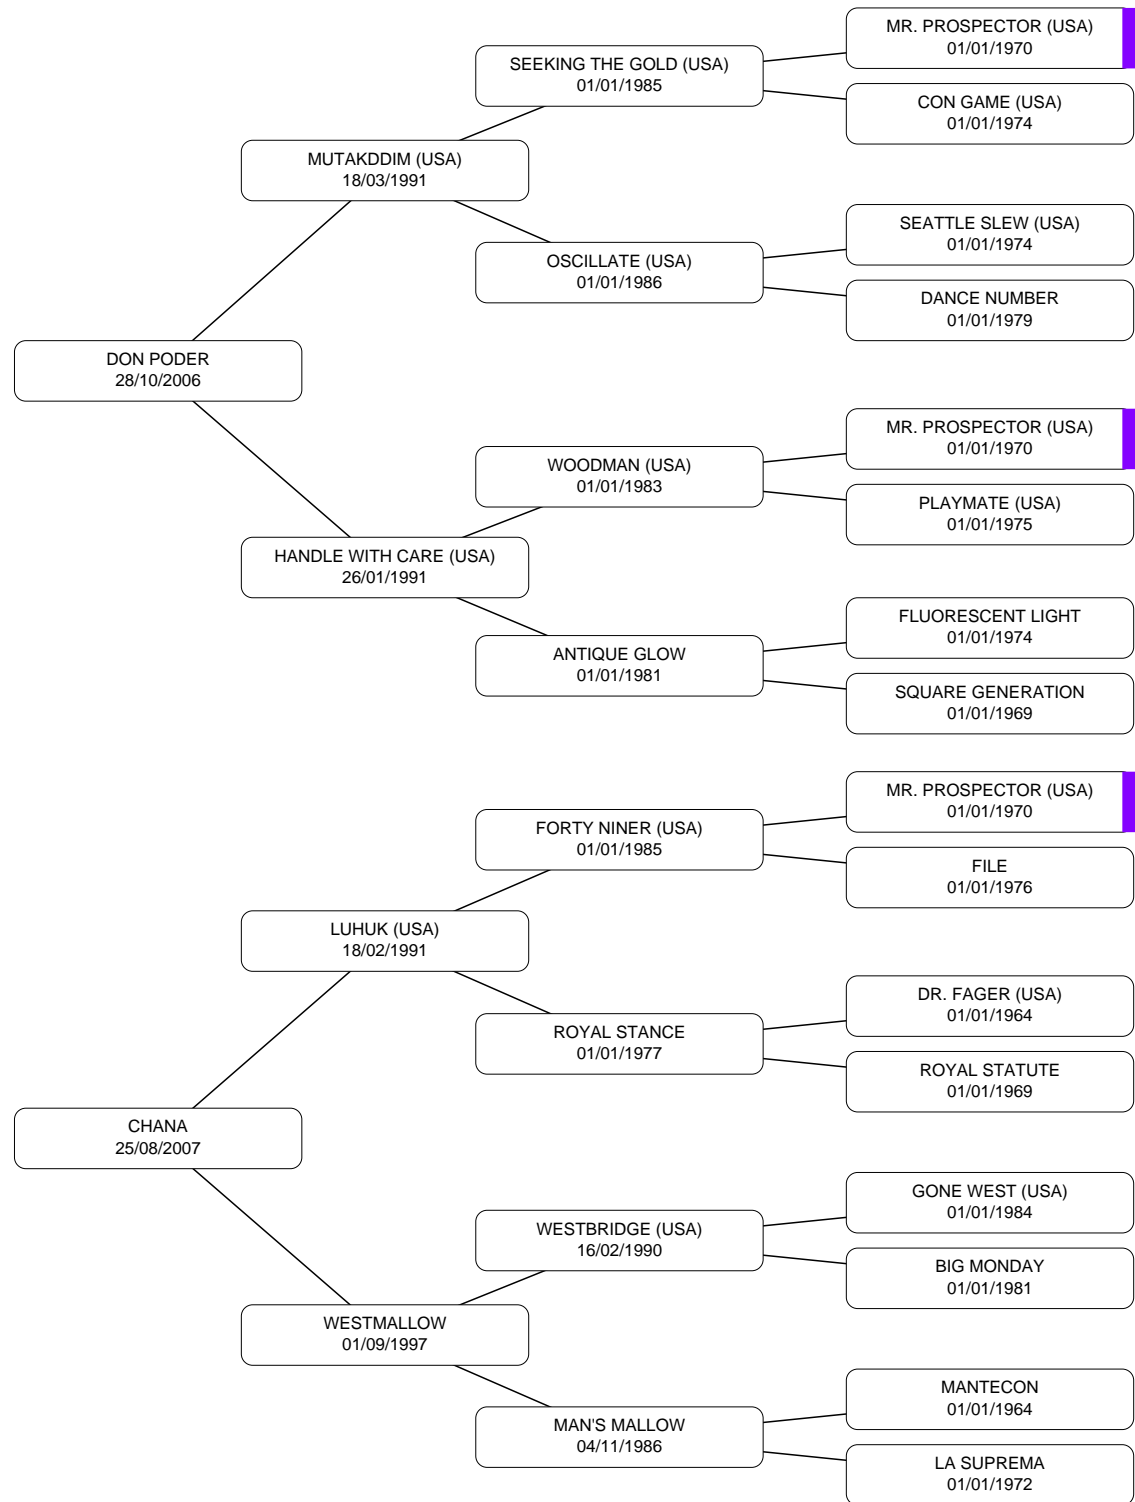 MR. PROSPECTOR (USA)
01/01/1970
SEEKING THE GOLD (USA)
01/01/1985
CON GAME (USA)
01/01/1974
MUTAKDDIM (USA)
18/03/1991
SEATTLE SLEW (USA)
01/01/1974
OSCILLATE (USA)
01/01/1986
DANCE NUMBER
01/01/1979
DON PODER
28/10/2006
MR. PROSPECTOR (USA)
01/01/1970
WOODMAN (USA)
01/01/1983
PLAYMATE (USA)
01/01/1975
HANDLE WITH CARE (USA)
26/01/1991
FLUORESCENT LIGHT
01/01/1974
ANTIQUE GLOW
01/01/1981
SQUARE GENERATION
01/01/1969
MR. PROSPECTOR (USA)
01/01/1970
FORTY NINER (USA)
01/01/1985
FILE
01/01/1976
LUHUK (USA)
18/02/1991
DR. FAGER (USA)
01/01/1964
ROYAL STANCE
01/01/1977
ROYAL STATUTE
01/01/1969
CHANA
25/08/2007
GONE WEST (USA)
01/01/1984
WESTBRIDGE (USA)
16/02/1990
BIG MONDAY
01/01/1981
WESTMALLOW
01/09/1997
MANTECON
01/01/1964
MAN'S MALLOW
04/11/1986
LA SUPREMA
01/01/1972